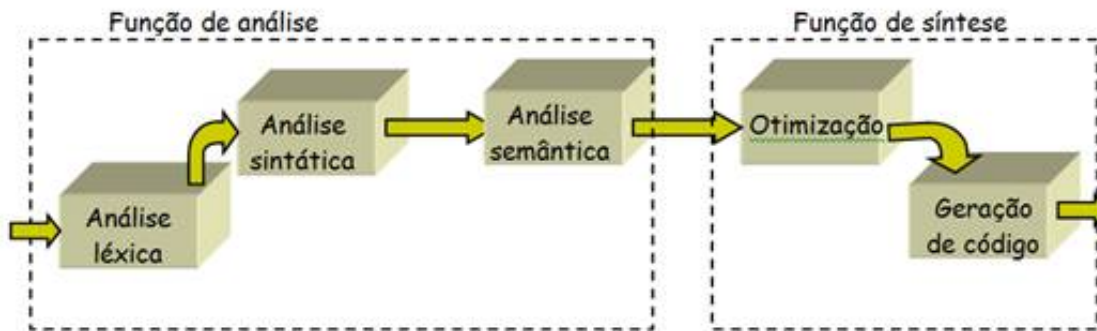 Função de análise
Função de síntese
Análise
léxica
Análise
sintática
Análise
semântica
Otimização
Geração
de código